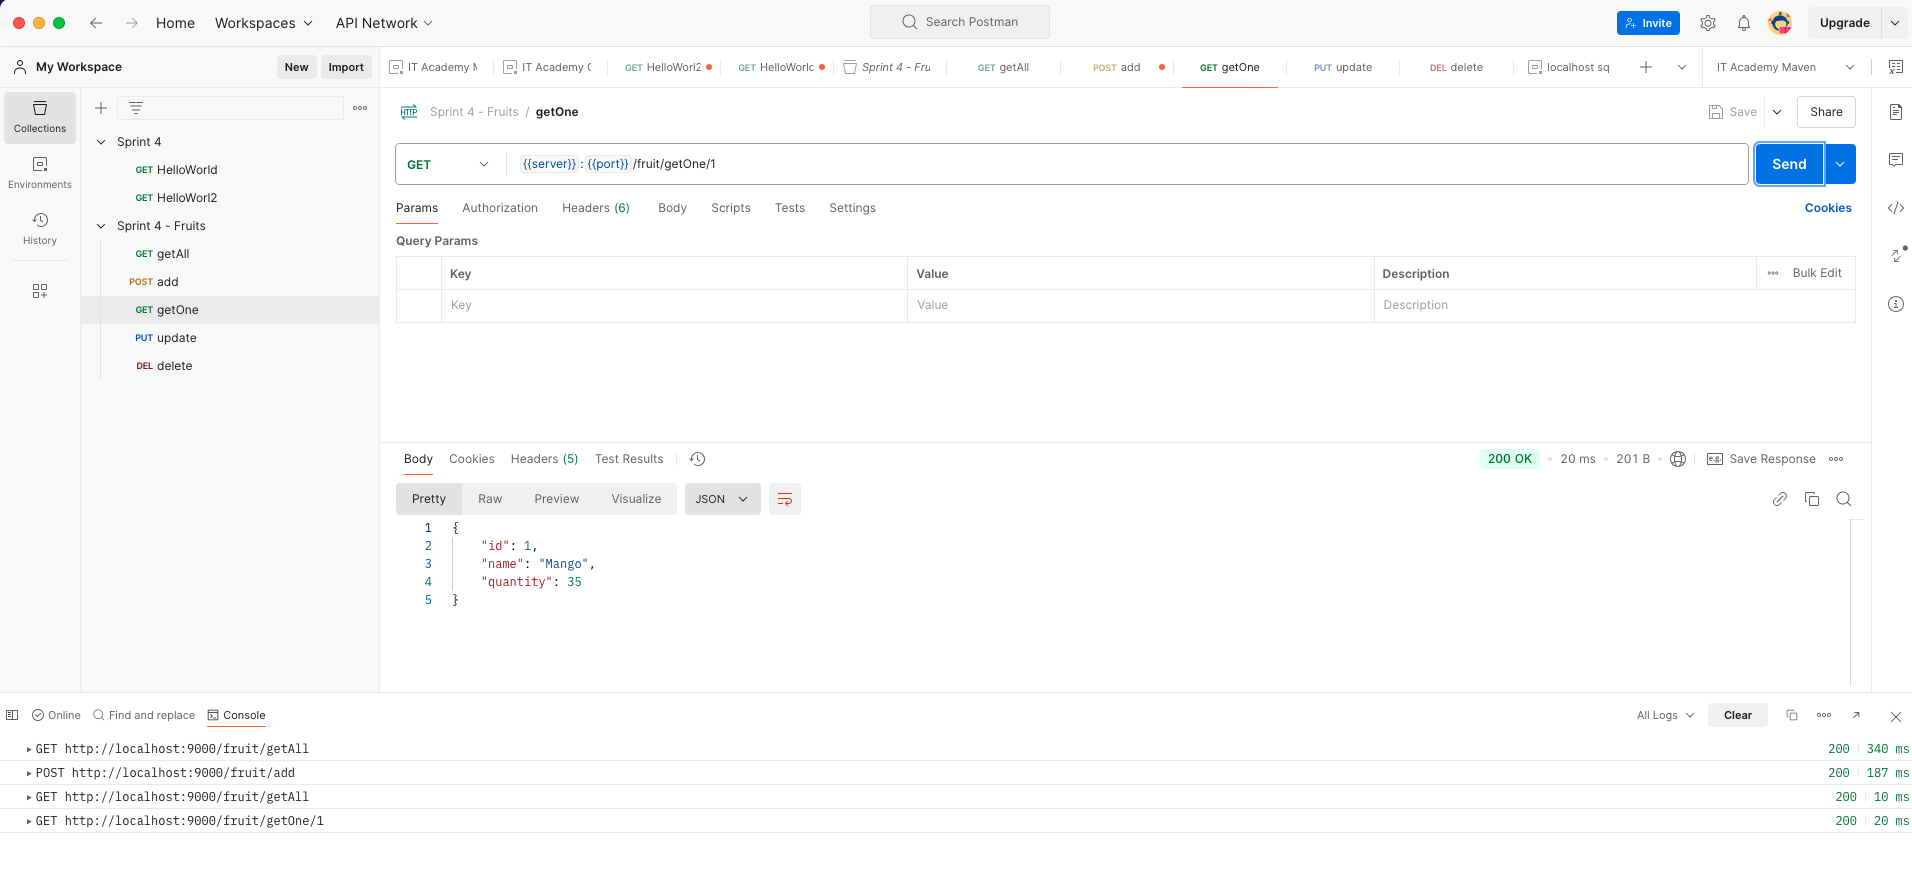 Home
Workspaces
API Network
Search Postman
Invite
Upgrade
My Workspace
New
Import
IT Academy M
IT Academy C
GET HelloWorl2
GET HelloWorlc
Sprint 4 - Fru
GET getAll
POST add
GET getOne
PUT update
DEL delete
localhost sq
IT Academy Maven
Collections
Environments
History
Sprint 4
GET HelloWorld
GET HelloWorl2
Sprint 4 - Fruits
GET getAll
POST add
GET getOne
PUT update
DEL delete
HTTP
Sprint 4 - Fruits / getOne
Save
Share
GET
{{server}}:{{port}}/fruit/getOne/1
Send
Params
Authorization
Headers (6)
Body
Scripts
Tests
Settings
Cookies
Query Params
Key
Value
Description
Bulk Edit
Key
Value
Description
Body
Cookies
Headers (5)
Test Results
200 OK
20 ms
201 B
e.g.
Save Response
Pretty
Raw
Preview
Visualize
JSON
1 {
2 "id": 1,
3 "name": "Mango",
4 "quantity": 35
5 }
Online
Find and replace
Console
All Logs
Clear
GET http://localhost:9000/fruit/getAll 200 340 ms
POST http://localhost:9000/fruit/add 200 187 ms
GET http://localhost:9000/fruit/getAll 200 10 ms
GET http://localhost:9000/fruit/getOne/1 200 20 ms